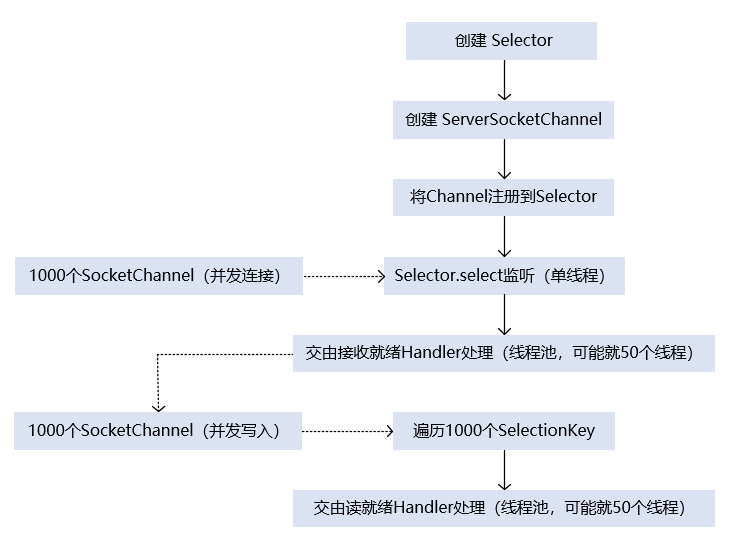 创建 Selector
创建 ServerSocketChannel
将Channel注册到Selector
1000个SocketChannel（并发连接）
Selector.select监听（单线程）
交由接收就绪Handler处理（线程池，可能就50个线程）
1000个SocketChannel（并发写入）
遍历1000个SelectionKey
交由读就绪Handler处理（线程池，可能就50个线程）